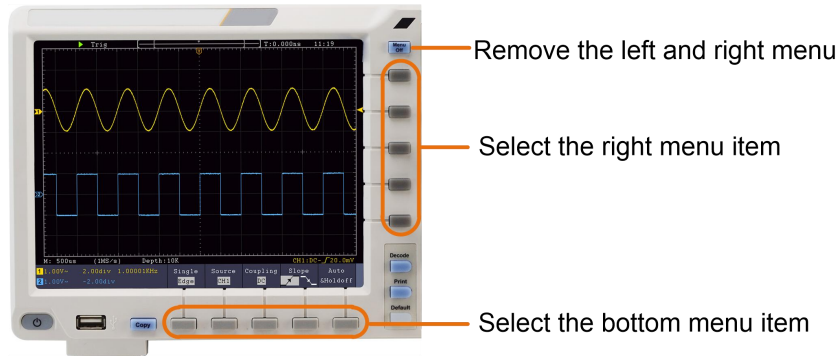 Trig T:0.000ns 11:19
Menu
Off
Remove the left and right menu
Select the right menu item
M: 500us (1MS/s) Depth:10K CH1:DC-∫20.0mV
1 1.00V~ 2.00div 1.00001KHz Single Source Coupling Slope Auto
2 1.00V~ -2.00div Edge CH1 DC &Holdoff
Decode
Print
Default
Copy
Select the bottom menu item